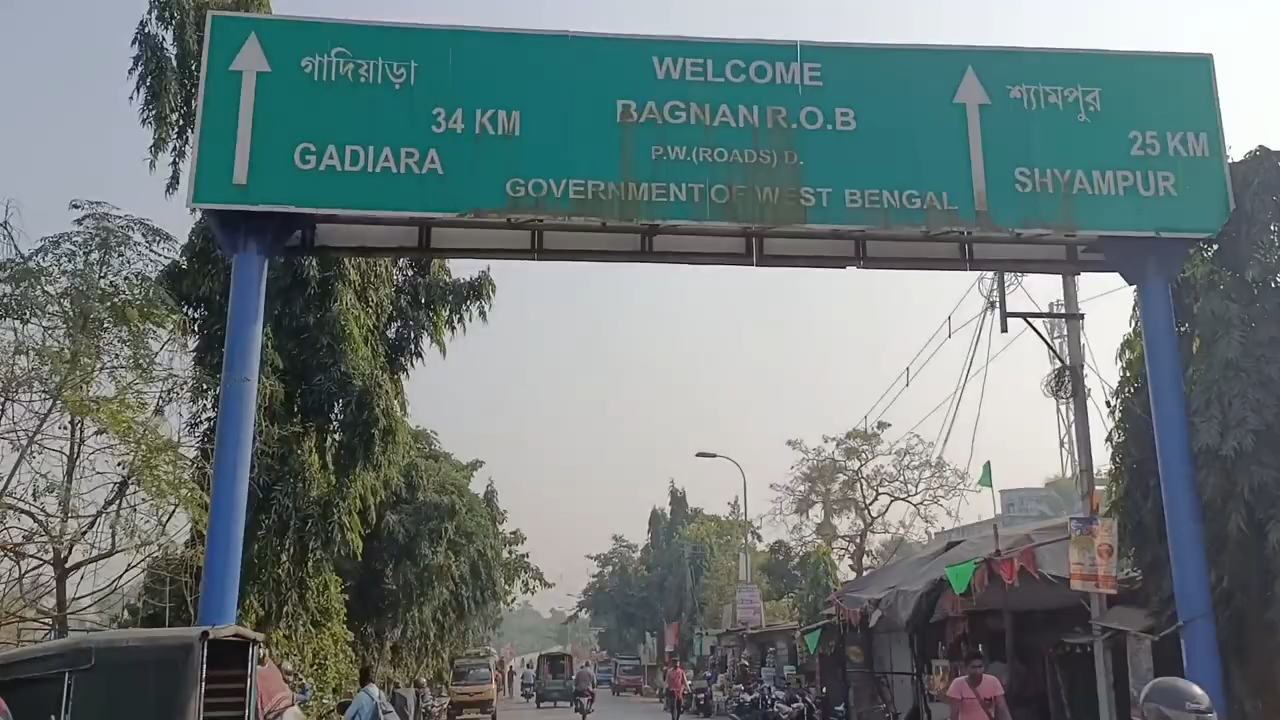 গাদিয়াড়া
34 KM
GADIARA
WELCOME
BAGNAN R.O.B
P.W.(ROADS) D.
GOVERNMENT OF WEST BENGAL
শ্যামপুর
25 KM
SHYAMPUR